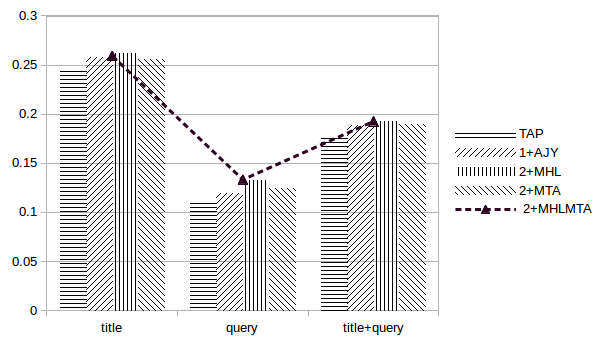 0.3
0.25
0.2
0.15
0.1
0.05
0
title
query
title+query
TAP
1+AJY
2+MHL
2+MTA
2+MHLMTA